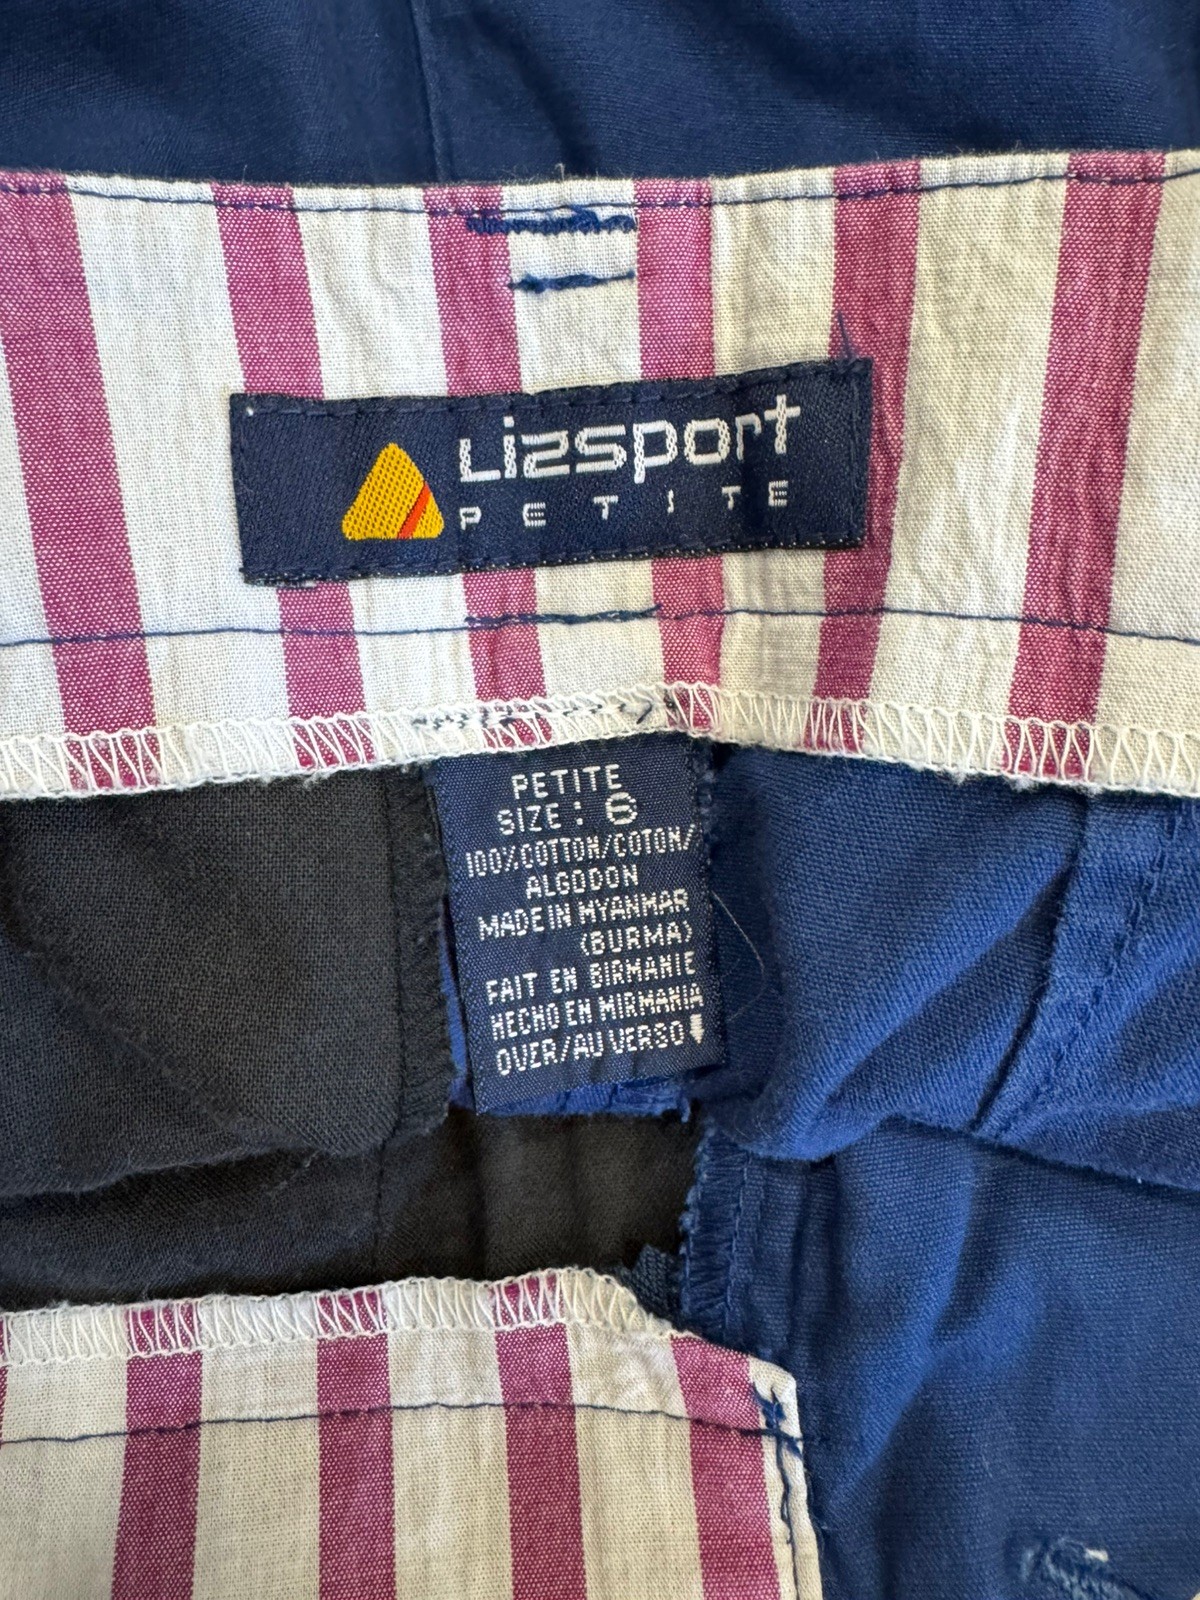 Lizsport
PETITE
PETITE
SIZE: 6
100%COTTON/COTON/
ALGODON
MADE IN MYANMAR
(BURMA)
FAIT EN BIRMANIE
HECHO EN MIRMANIA
OVER/AU VERSO